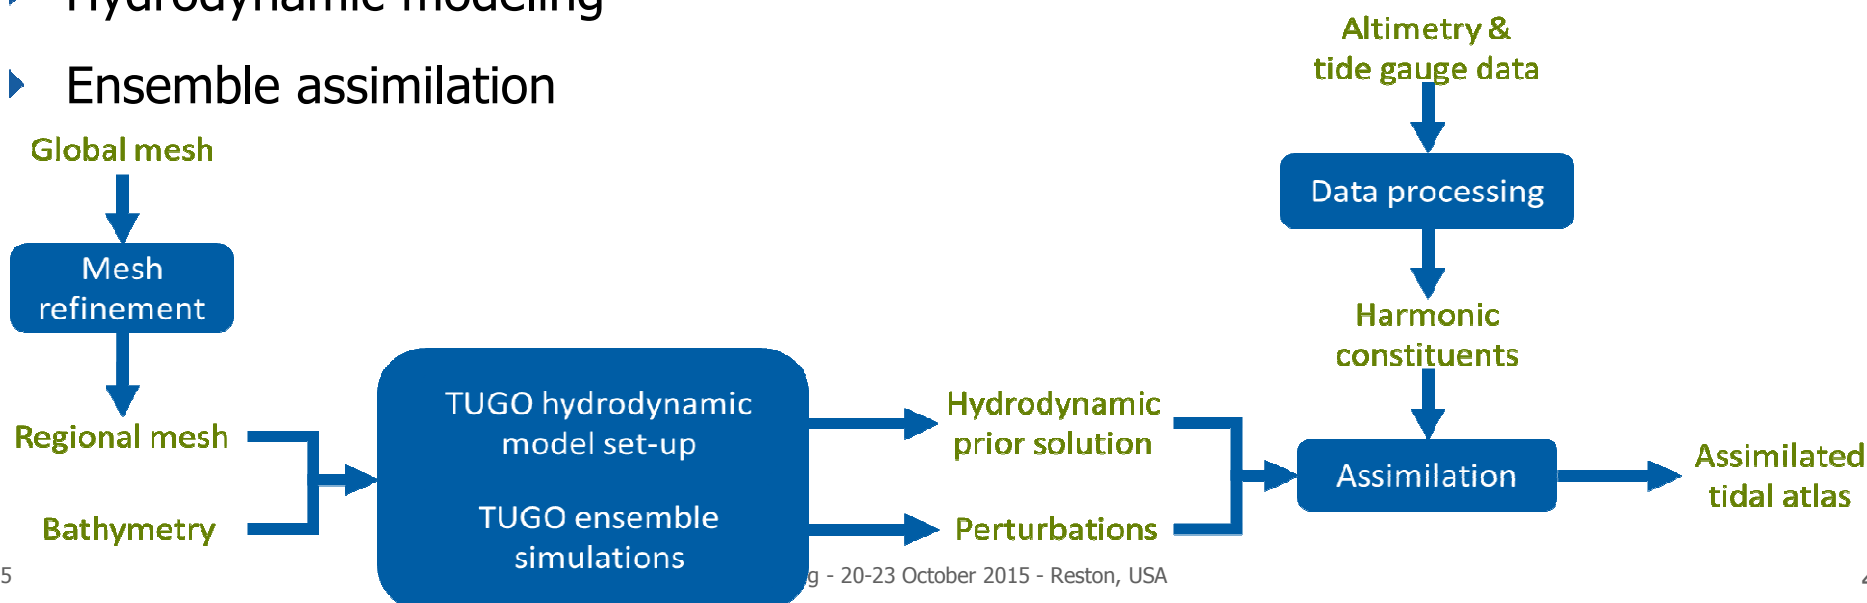 Hydrodynamic modeling
Ensemble assimilation
Altimetry &
tide gauge data
Global mesh
Data processing
Mesh
refinement
Harmonic
constituents
TUGO hydrodynamic
model set-up
Hydrodynamic
prior solution
Regional mesh
Assimilation
Assimilated
tidal atlas
Bathymetry
TUGO ensemble
simulations
Perturbations
5
g - 20-23 October 2015 - Reston, USA